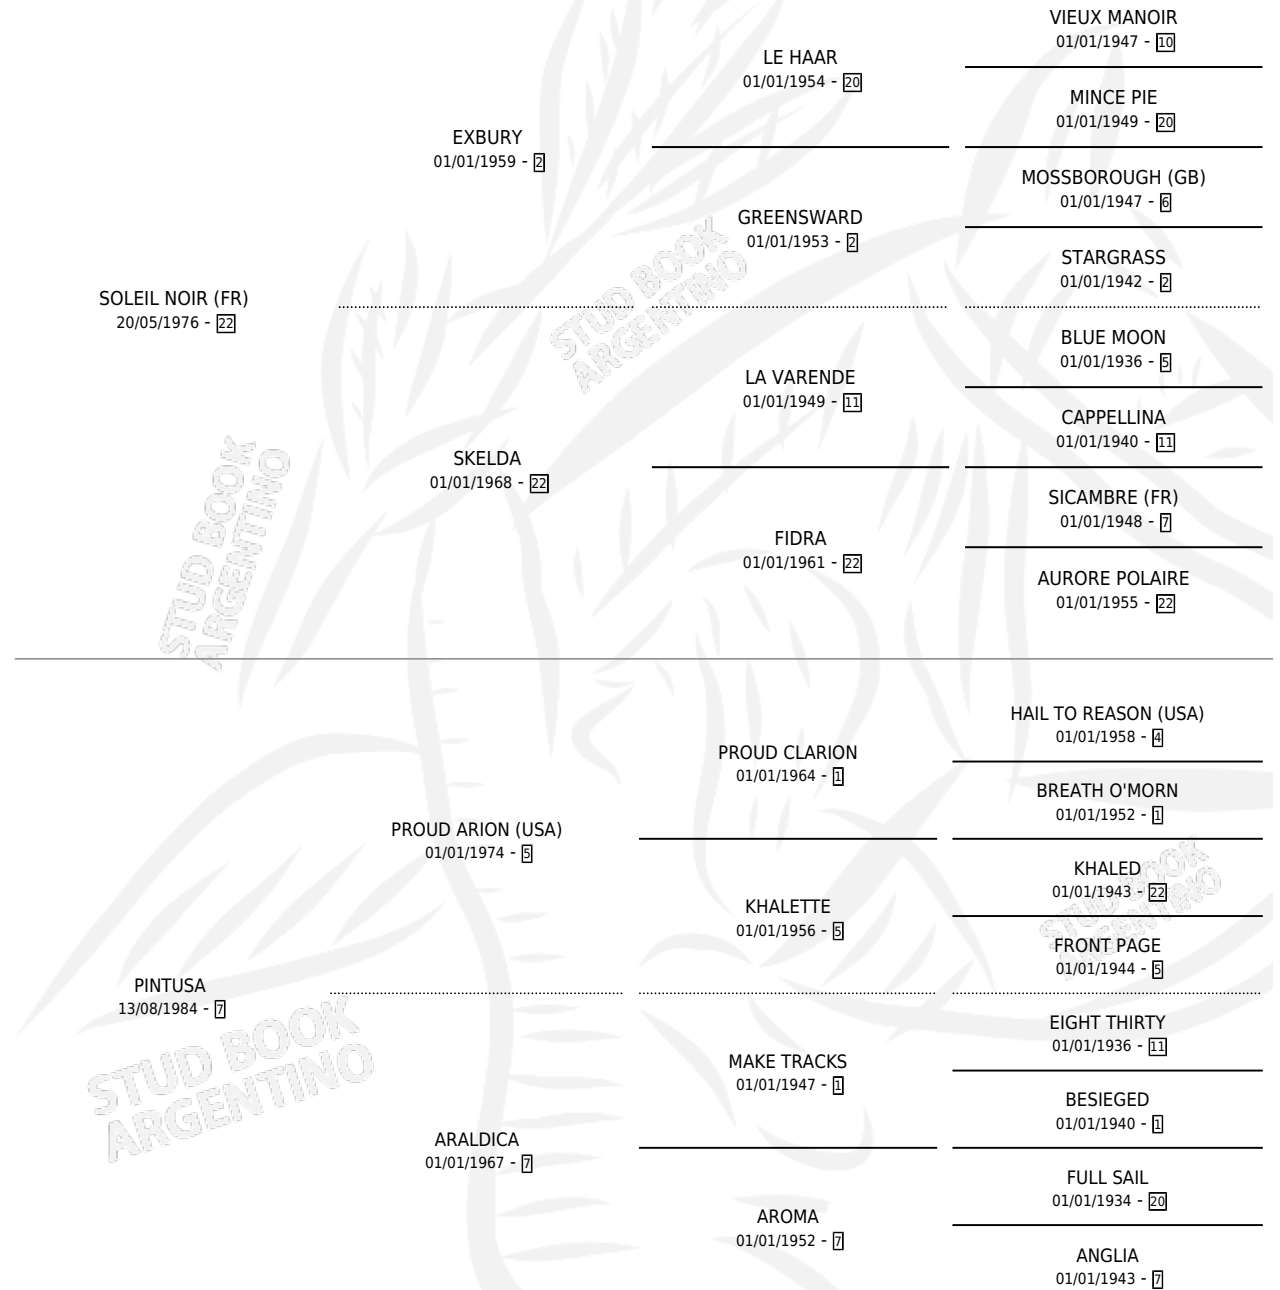 VIEUX MANOIR
01/01/1947 - 10
LE HAAR
01/01/1954 - 20
MINCE PIE
01/01/1949 - 20
EXBURY
01/01/1959 - 2
MOSSBOROUGH (GB)
01/01/1947 - 6
GREENSWARD
01/01/1953 - 2
STARGRASS
01/01/1942 - 2
SOLEIL NOIR (FR)
20/05/1976 - 22
STUD BOOK
ARGENTINO
BLUE MOON
01/01/1936 - 5
LA VARENDE
01/01/1949 - 11
CAPPELLINA
01/01/1940 - 11
SKELDA
01/01/1968 - 22
SICAMBRE (FR)
01/01/1948 - 7
FIDRA
01/01/1961 - 22
AURORE POLAIRE
01/01/1955 - 22
STUD BOOK
ARGENTINO
HAIL TO REASON (USA)
01/01/1958 - 4
PROUD CLARION
01/01/1964 - 1
BREATH O'MORN
01/01/1952 - 1
PROUD ARION (USA)
01/01/1974 - 5
KHALED
01/01/1943 - 22
KHALETTE
01/01/1956 - 5
FRONT PAGE
01/01/1944 - 5
STUD BOOK
ARGENTINO
PINTUSA
13/08/1984 - 7
EIGHT THIRTY
01/01/1936 - 11
MAKE TRACKS
01/01/1947 - 1
BESIEGED
01/01/1940 - 1
STUD BOOK
ARGENTINO
ARALDICA
01/01/1967 - 7
FULL SAIL
01/01/1934 - 20
AROMA
01/01/1952 - 7
ANGLIA
01/01/1943 - 7